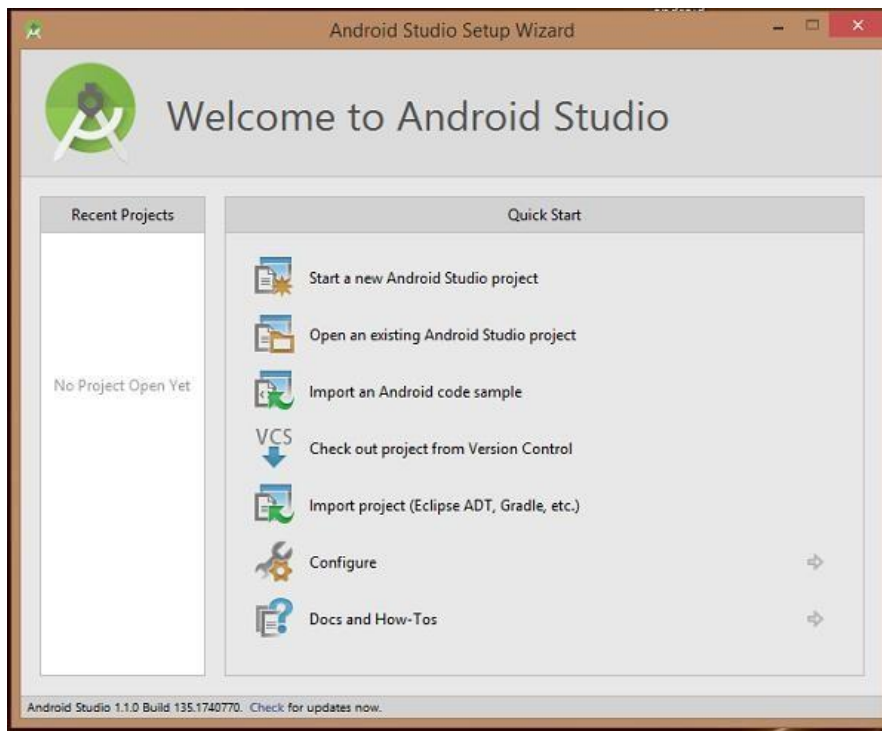 Android Studio Setup Wizard
Welcome to Android Studio
Recent Projects
No Project Open Yet
Quick Start
Start a new Android Studio project
Open an existing Android Studio project
Import an Android code sample
VCS
Check out project from Version Control
Import project (Eclipse ADT, Gradle, etc.)
Configure
Docs and How-Tos
Android Studio 1.1.0 Build 135.1740770. Check for updates now.